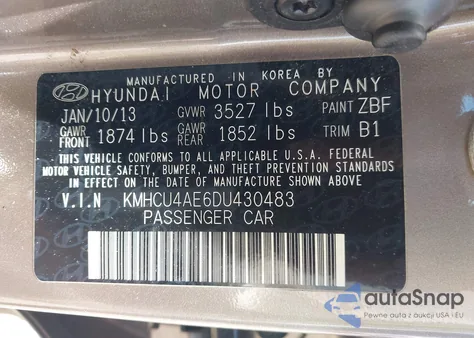 MANUFACTURED IN KOREA BY
HYUNDAI MOTOR COMPANY
JAN/10/13 GVWR 3527 lbs PAINT ZBF
GAWR FRONT 1874 lbs GAWR REAR 1852 lbs TRIM B1
THIS VEHICLE CONFORMS TO ALL APPLICABLE U.S.A. FEDERAL
MOTOR VEHICLE SAFETY, BUMPER, AND THEFT PREVENTION STANDARDS
IN EFFECT ON THE DATE OF MANUFACTURE SHOWN ABOVE
V.I.N KMHCU4AE6DU430483
PASSENGER CAR
autoSnap
Pewne auta z aukcji USA i EU